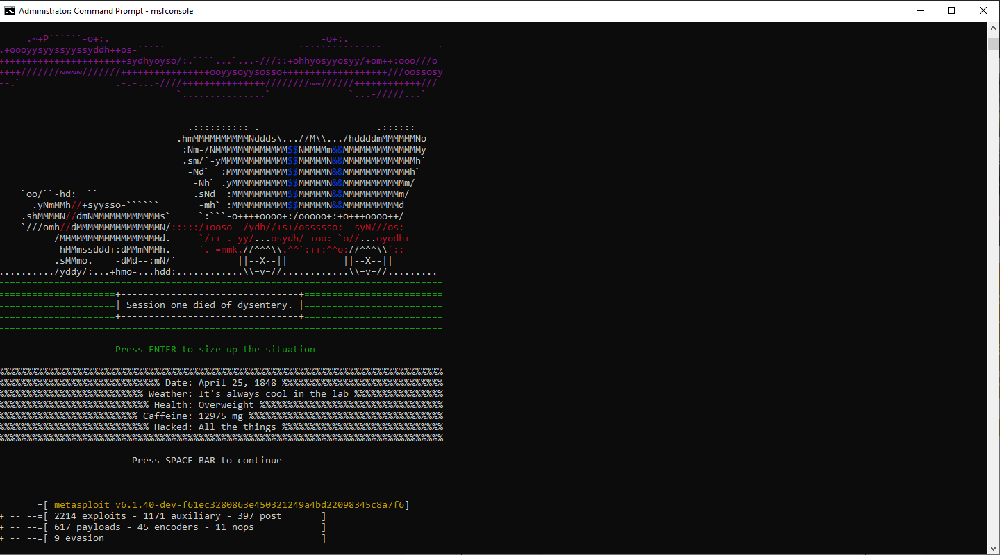 Administrator: Command Prompt - msfconsole
Session one died of dysentery.
Press ENTER to size up the situation
Date: April 25, 1848
Weather: It's always cool in the lab
Health: Overweight
Caffeine: 12975 mg
Hacked: All the things
Press SPACE BAR to continue
=[ metasploit v6.1.40-dev-f61ec3280863e450321249a4bd22098345c8a7f6]
+ -- --=[ 2214 exploits - 1171 auxiliary - 397 post ]
+ -- --=[ 617 payloads - 45 encoders - 11 nops ]
+ -- --=[ 9 evasion ]